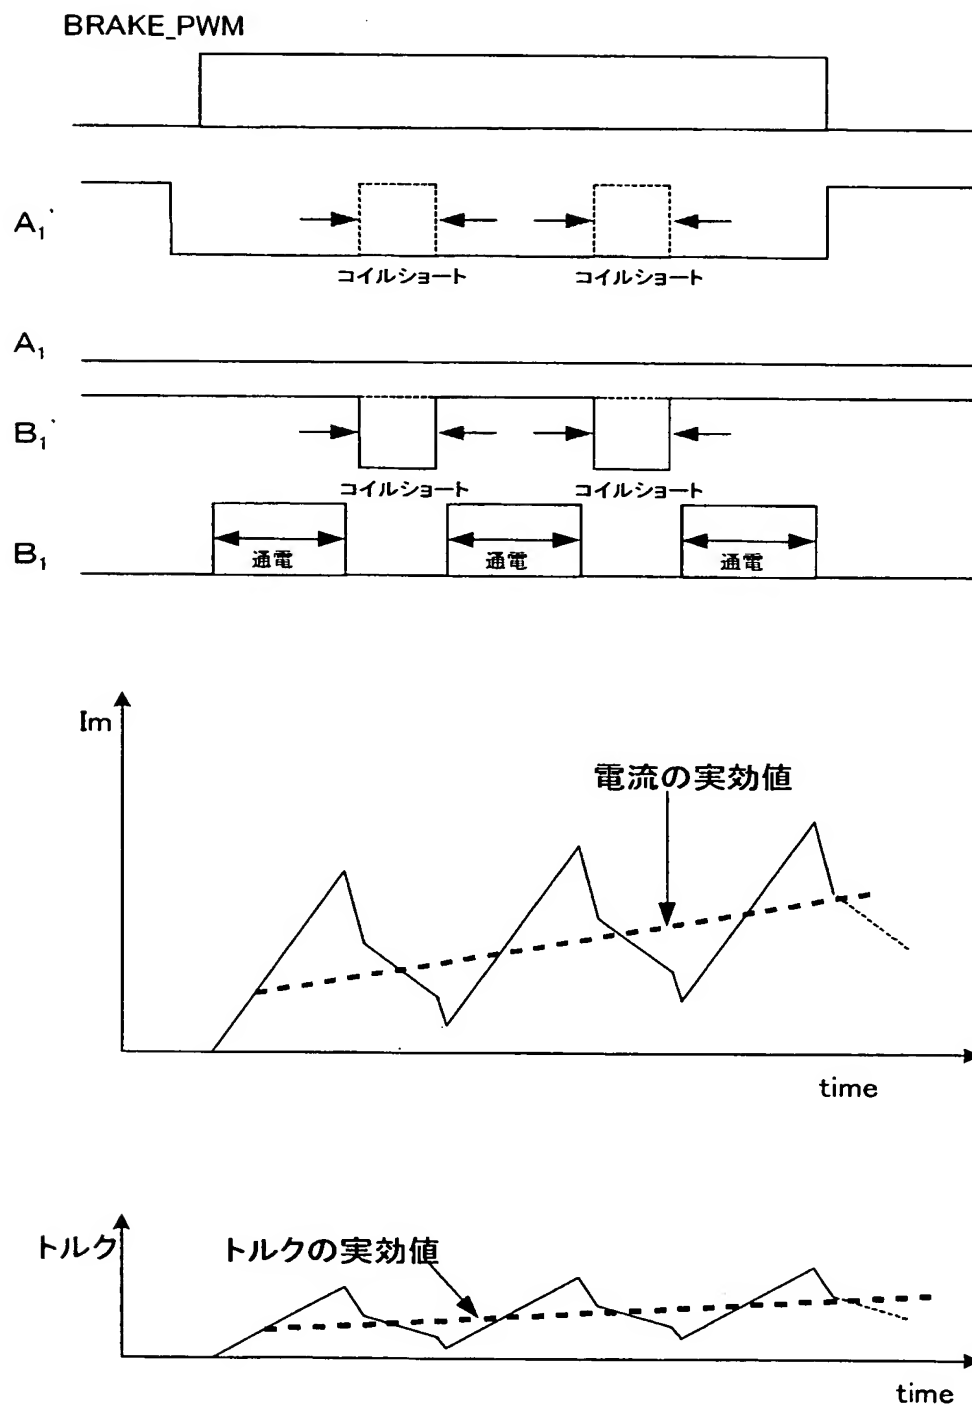 BRAKE_PWM
A₁'
コイルショート コイルショート
A₁
B₁'
コイルショート コイルショート
B₁
通電 通電 通電
Im
電流の実効値
time
トルク
トルクの実効値
time